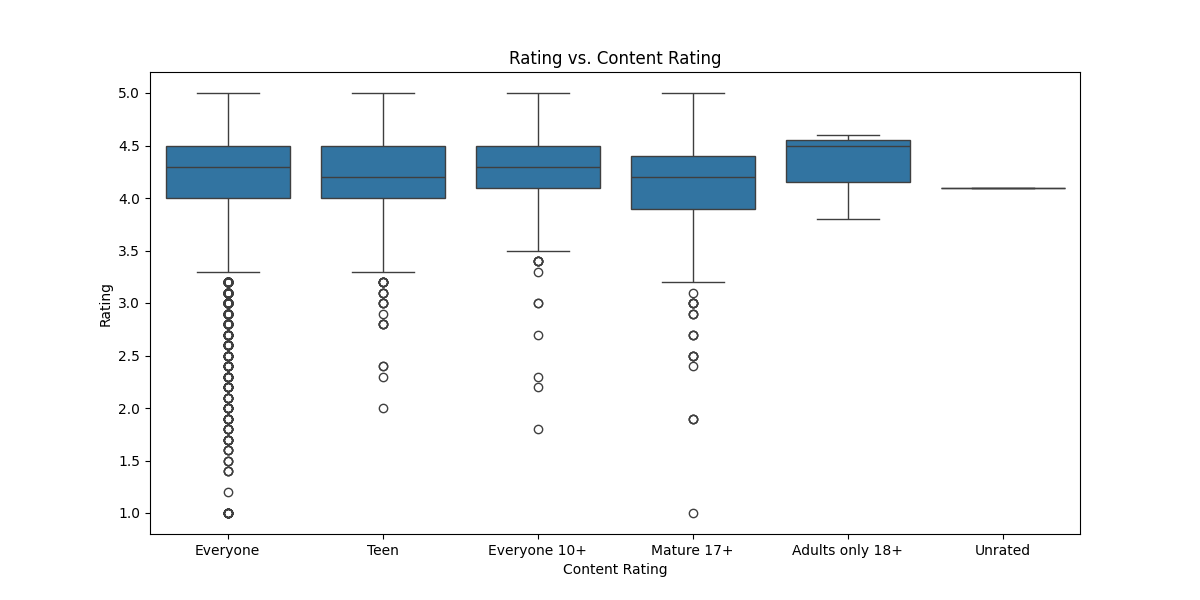 Rating vs. Content Rating
5.0
4.5
4.0
3.5
3.0
2.5
2.0
1.5
1.0
Rating
Everyone Teen Everyone 10+ Mature 17+ Adults only 18+ Unrated
Content Rating